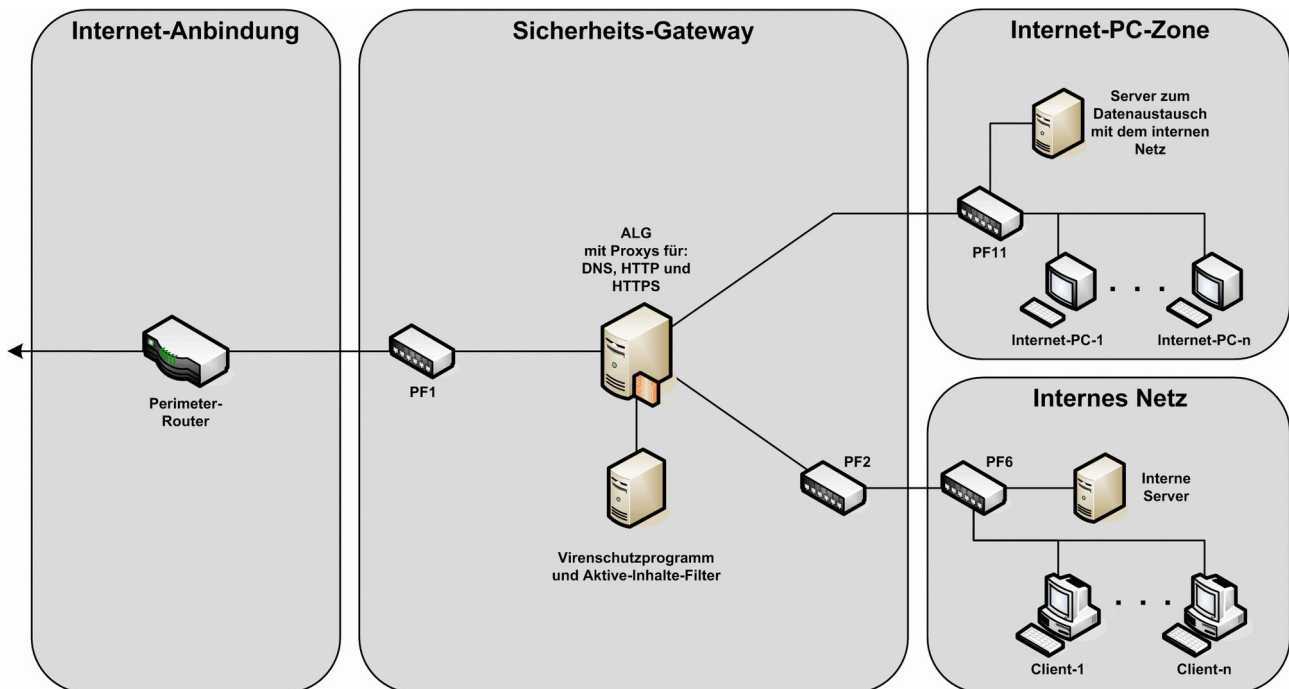 Internet-Anbindung
Sicherheits-Gateway
Internet-PC-Zone
Server zum
Datenaustausch
mit dem internen
Netz
PF11
Internet-PC-1
Internet-PC-n
ALG
mit Proxys für:
DNS, HTTP und
HTTPS
Perimeter-
Router
PF1
Virenschutzprogramm
und Aktive-Inhalte-Filter
PF2
Internes Netz
PF6
Interne
Server
Client-1
Client-n